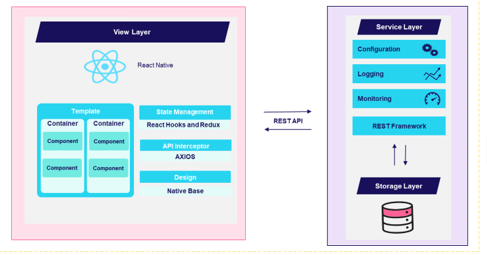 View Layer
React Native
Template
Container
Component
Component
Container
Component
Component
State Management
React Hooks and Redux
API Interceptor
AXIOS
Design
Native Base
REST API
Service Layer
Configuration
Logging
Monitoring
REST Framework
Storage Layer